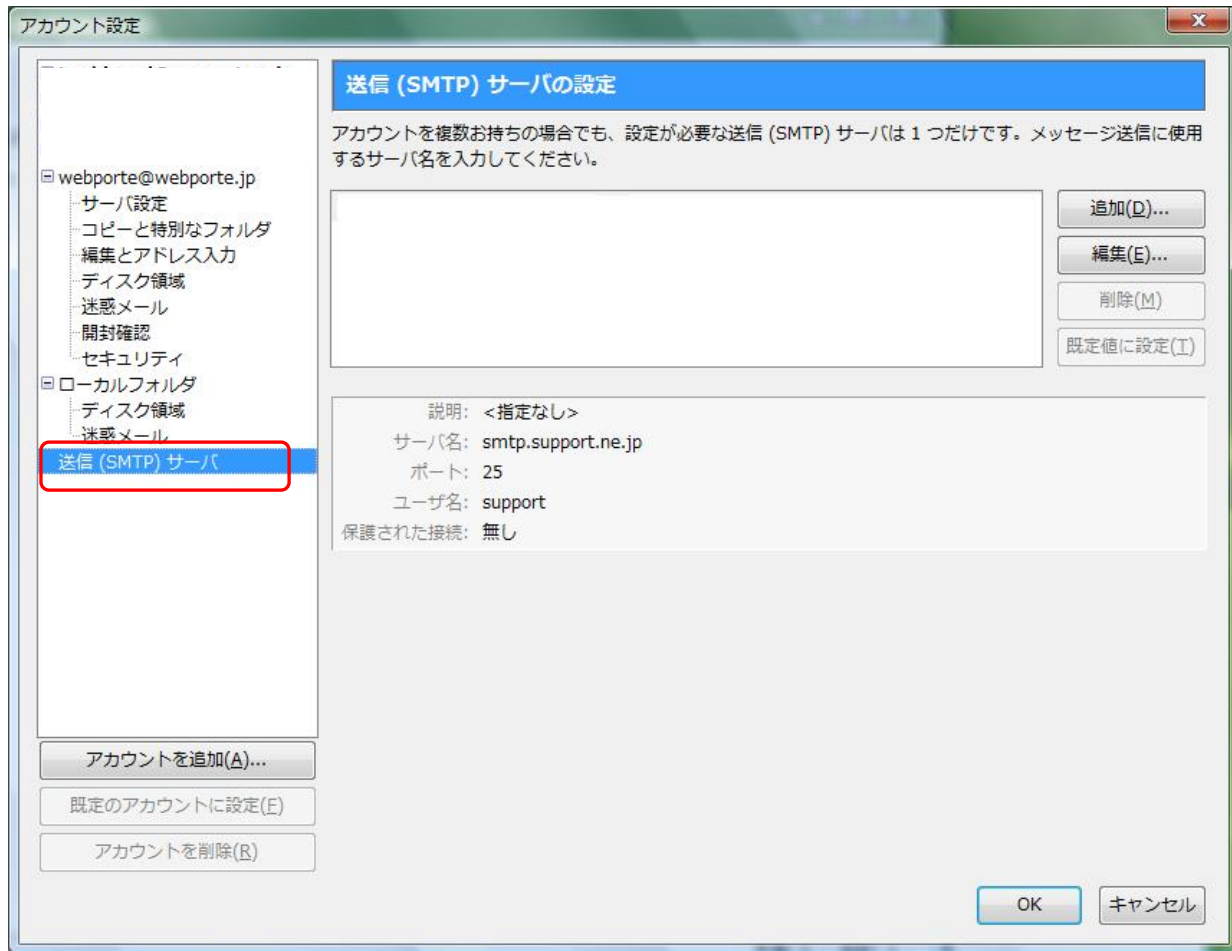 アカウント設定
webporte@webporte.jp
サーバ設定
コピーと特別なフォルダ
編集とアドレス入力
ディスク領域
迷惑メール
開封確認
セキュリティ
ローカルフォルダ
ディスク領域
迷惑メール
送信 (SMTP) サーバ
アカウントを追加(A)...
既定のアカウントに設定(F)
アカウントを削除(R)
送信 (SMTP) サーバの設定
アカウントを複数お持ちの場合でも、設定が必要な送信 (SMTP) サーバは 1 つだけです。メッセージ送信に使用
するサーバ名を入力してください。
追加(D)...
編集(E)...
削除(M)
既定値に設定(T)
説明: <指定なし>
サーバ名: smtp.support.ne.jp
ポート: 25
ユーザ名: support
保護された接続: 無し
OK
キャンセル